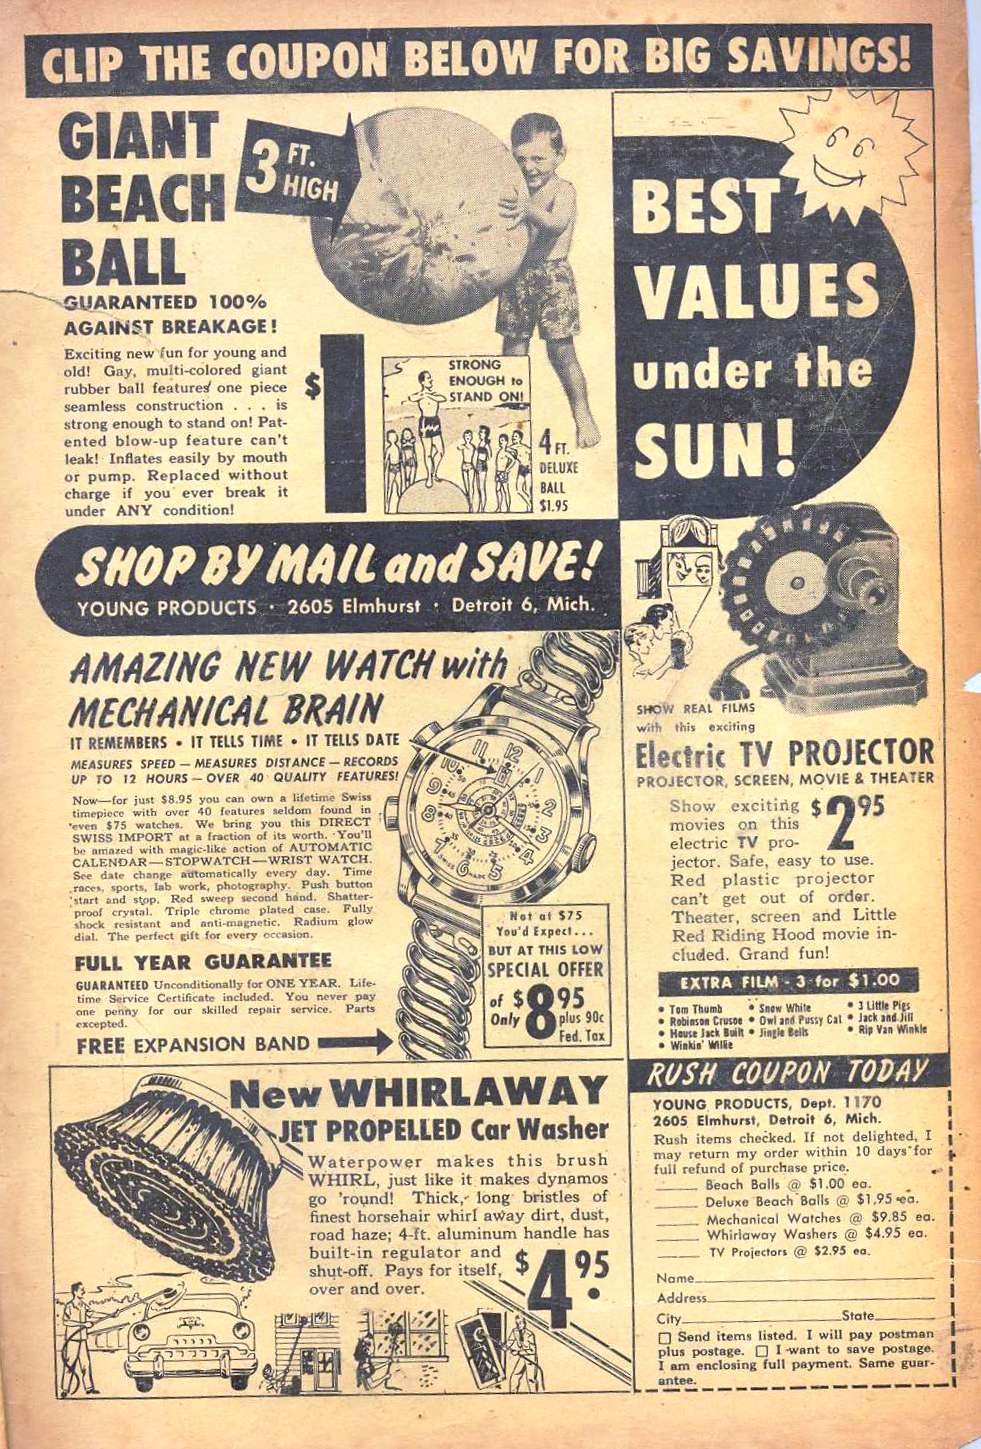 CLIP THE COUPON BELOW FOR BIG SAVINGS!
GIANT
BEACH
BALL
3 FT.
HIGH
GUARANTEED 100%
AGAINST BREAKAGE!
Exciting new fun for young and
old! Gay, multi-colored giant
rubber ball features one piece
seamless construction . . . is
strong enough to stand on! Pat-
ented blow-up feature can't
leak! Inflates easily by mouth
or pump. Replaced without
charge if you ever break it
under ANY condition!
$1
STRONG
ENOUGH to
STAND ON!
4 FT.
DELUXE
BALL
$1.95
BEST
VALUES
under the
SUN!
SHOP BY MAIL and SAVE!
YOUNG PRODUCTS • 2605 Elmhurst • Detroit 6, Mich.
AMAZING NEW WATCH with
MECHANICAL BRAIN
IT REMEMBERS • IT TELLS TIME • IT TELLS DATE
MEASURES SPEED — MEASURES DISTANCE — RECORDS
UP TO 12 HOURS — OVER 40 QUALITY FEATURES!
Now—for just $8.95 you can own a lifetime Swiss
timepiece with over 40 features seldom found in
even $75 watches. We bring you this DIRECT
SWISS IMPORT at a fraction of its worth. You'll
be amazed with magic-like action of AUTOMATIC
CALENDAR—STOPWATCH—WRIST WATCH.
See date change automatically every day. Time
races, sports, lab work, photography. Push button
start and stop. Red sweep second hand. Shatter-
proof crystal. Triple chrome plated case. Fully
shock resistant and anti-magnetic. Radium glow
dial. The perfect gift for every occasion.
FULL YEAR GUARANTEE
GUARANTEED Unconditionally for ONE YEAR. Life-
time Service Certificate included. You never pay
one penny for our skilled repair service. Parts
excepted.
FREE EXPANSION BAND
Not at $75
You'd Expect...
BUT AT THIS LOW
SPECIAL OFFER
of $8 95
Only plus 90c
Fed. Tax
SHOW REAL FILMS
with this exciting
Electric TV PROJECTOR
PROJECTOR, SCREEN, MOVIE & THEATER
Show exciting
movies on this
electric TV pro-
$2 95
jector. Safe, easy to use.
Red plastic projector
can't get out of order.
Theater, screen and Little
Red Riding Hood movie in-
cluded. Grand fun!
EXTRA FILM - 3 for $1.00
• Tom Thumb • Snow White • 3 Little Pigs
• Robinson Crusoe • Owl and Pussy Cat • Jack and Jill
• House Jack Built • Jingle Bells • Rip Van Winkle
• Winkin' Willie
New WHIRLAWAY
JET PROPELLED Car Washer
Waterpower makes this brush
WHIRL, just like it makes dynamos
go 'round! Thick, long bristles of
finest horsehair whirl away dirt, dust,
road haze; 4-ft. aluminum handle has
built-in regulator and
shut-off. Pays for itself,
over and over.
$4.95
RUSH COUPON TODAY
YOUNG PRODUCTS, Dept. 1170
2605 Elmhurst, Detroit 6, Mich.
Rush items checked. If not delighted, I
may return my order within 10 days for
full refund of purchase price.
____ Beach Balls @ $1.00 ea.
____ Deluxe Beach Balls @ $1.95 ea.
____ Mechanical Watches @ $9.85 ea.
____ Whirlaway Washers @ $4.95 ea.
____ TV Projectors @ $2.95 ea.
Name____
Address____
City____State____
☐ Send items listed. I will pay postman
plus postage. ☐ I want to save postage.
I am enclosing full payment. Same guar-
antee.